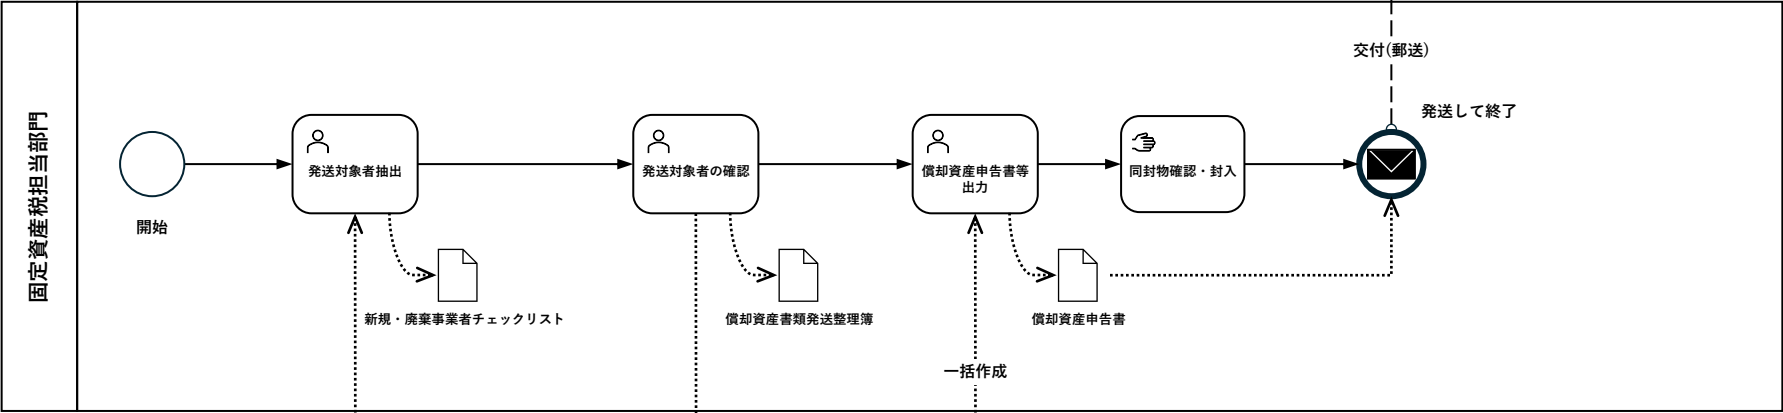 固定資産税担当部門
交付(郵送)
発送して終了
発送対象者抽出
発送対象者の確認
償却資産申告書等
出力
同封物確認・封入
開始
新規・廃棄事業者チェックリスト
償却資産書類発送整理簿
償却資産申告書
一括作成